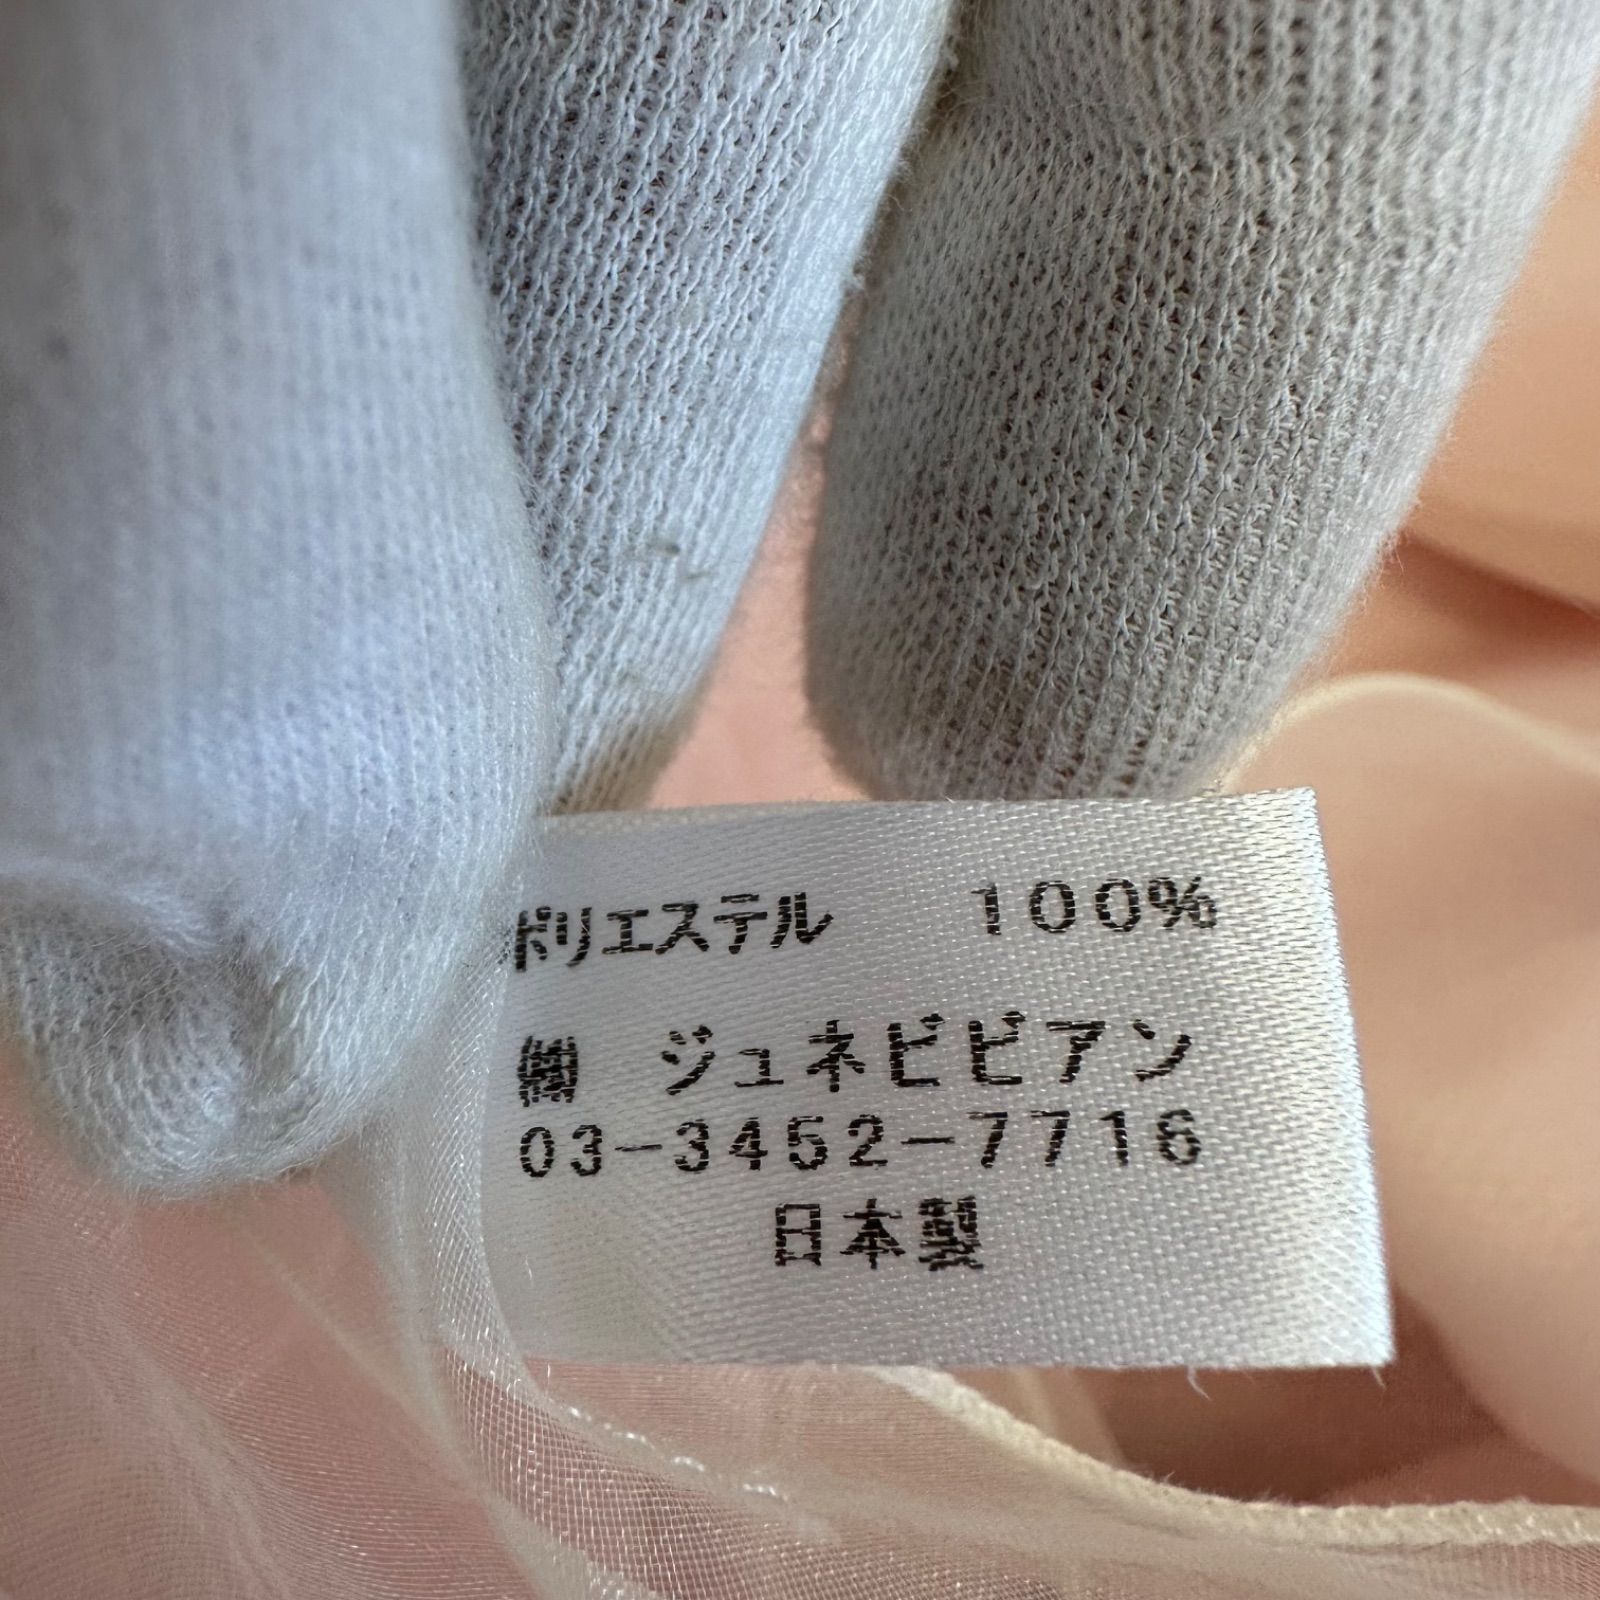 ポリエステル 100%
㈱ ジュネビビアン
03-3452-7716
日本製